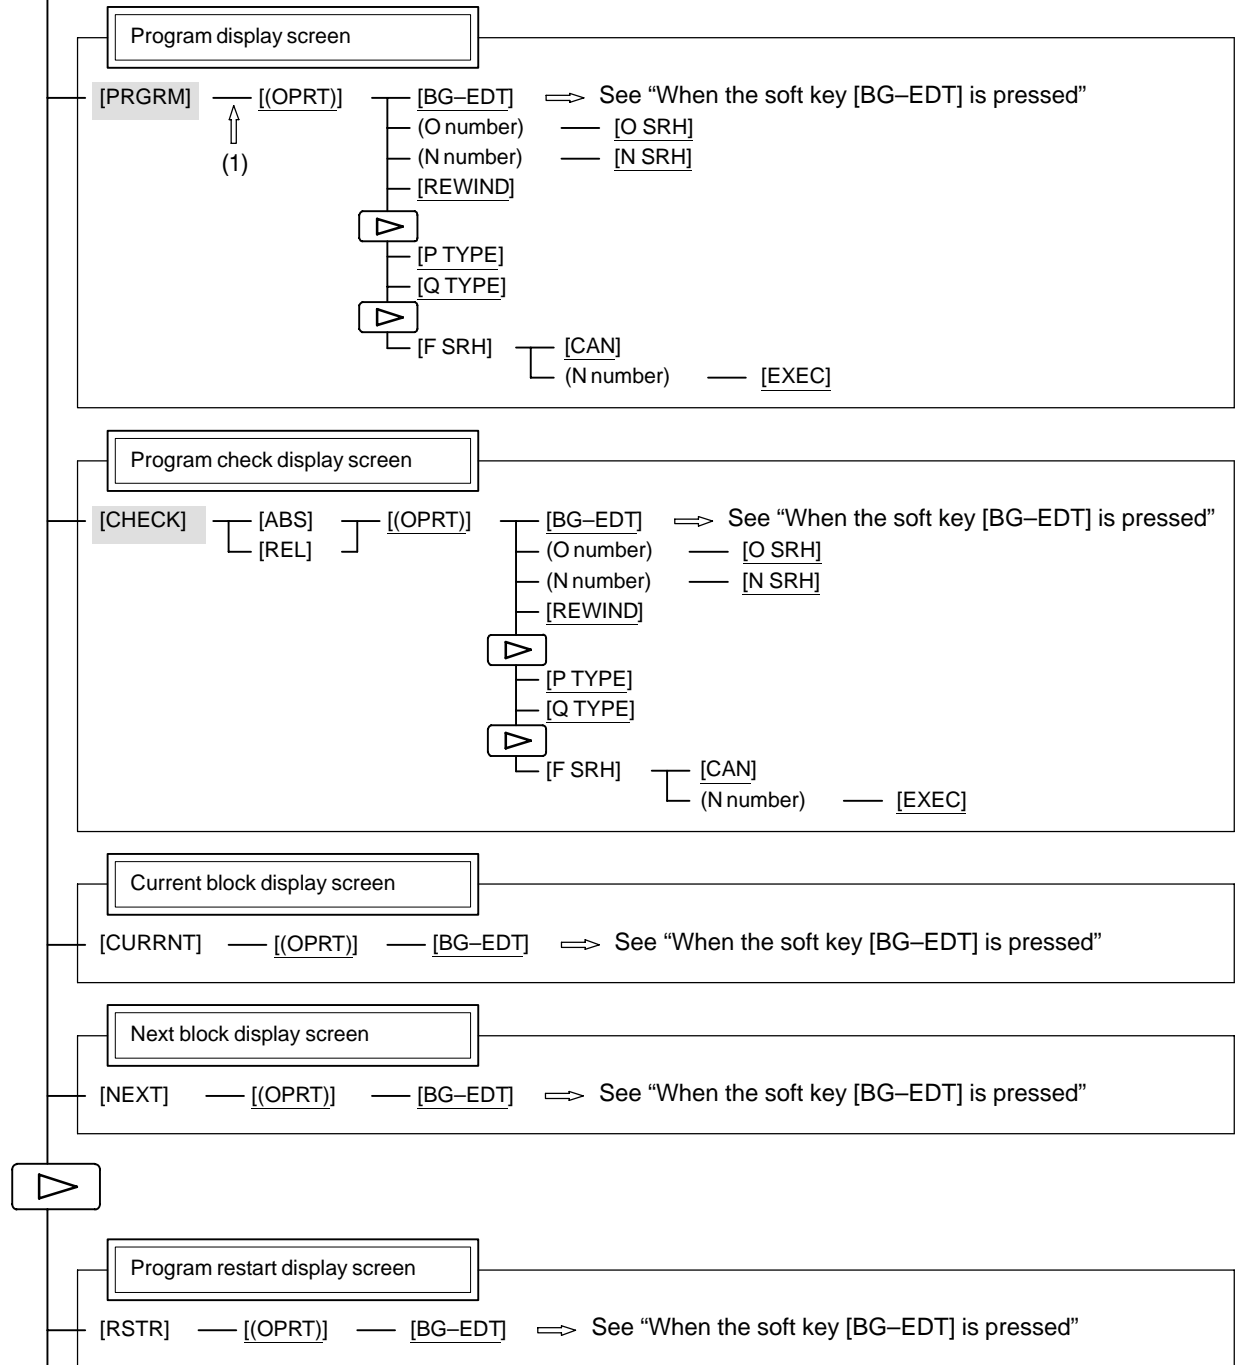 Program display screen
[PRGRM] [(OPRT)] [BG–EDT] See “When the soft key [BG–EDT] is pressed”
(O number) [O SRH]
(1) (N number) [N SRH]
[REWIND]
[P TYPE]
[Q TYPE]
[F SRH] [CAN]
(N number) [EXEC]
Program check display screen
[CHECK] [ABS] [(OPRT)] [BG–EDT] See “When the soft key [BG–EDT] is pressed”
[REL] (O number) [O SRH]
(N number) [N SRH]
[REWIND]
[P TYPE]
[Q TYPE]
[F SRH] [CAN]
(N number) [EXEC]
Current block display screen
[CURRNT] [(OPRT)] [BG–EDT] See “When the soft key [BG–EDT] is pressed”
Next block display screen
[NEXT] [(OPRT)] [BG–EDT] See “When the soft key [BG–EDT] is pressed”
Program restart display screen
[RSTR] [(OPRT)] [BG–EDT] See “When the soft key [BG–EDT] is pressed”